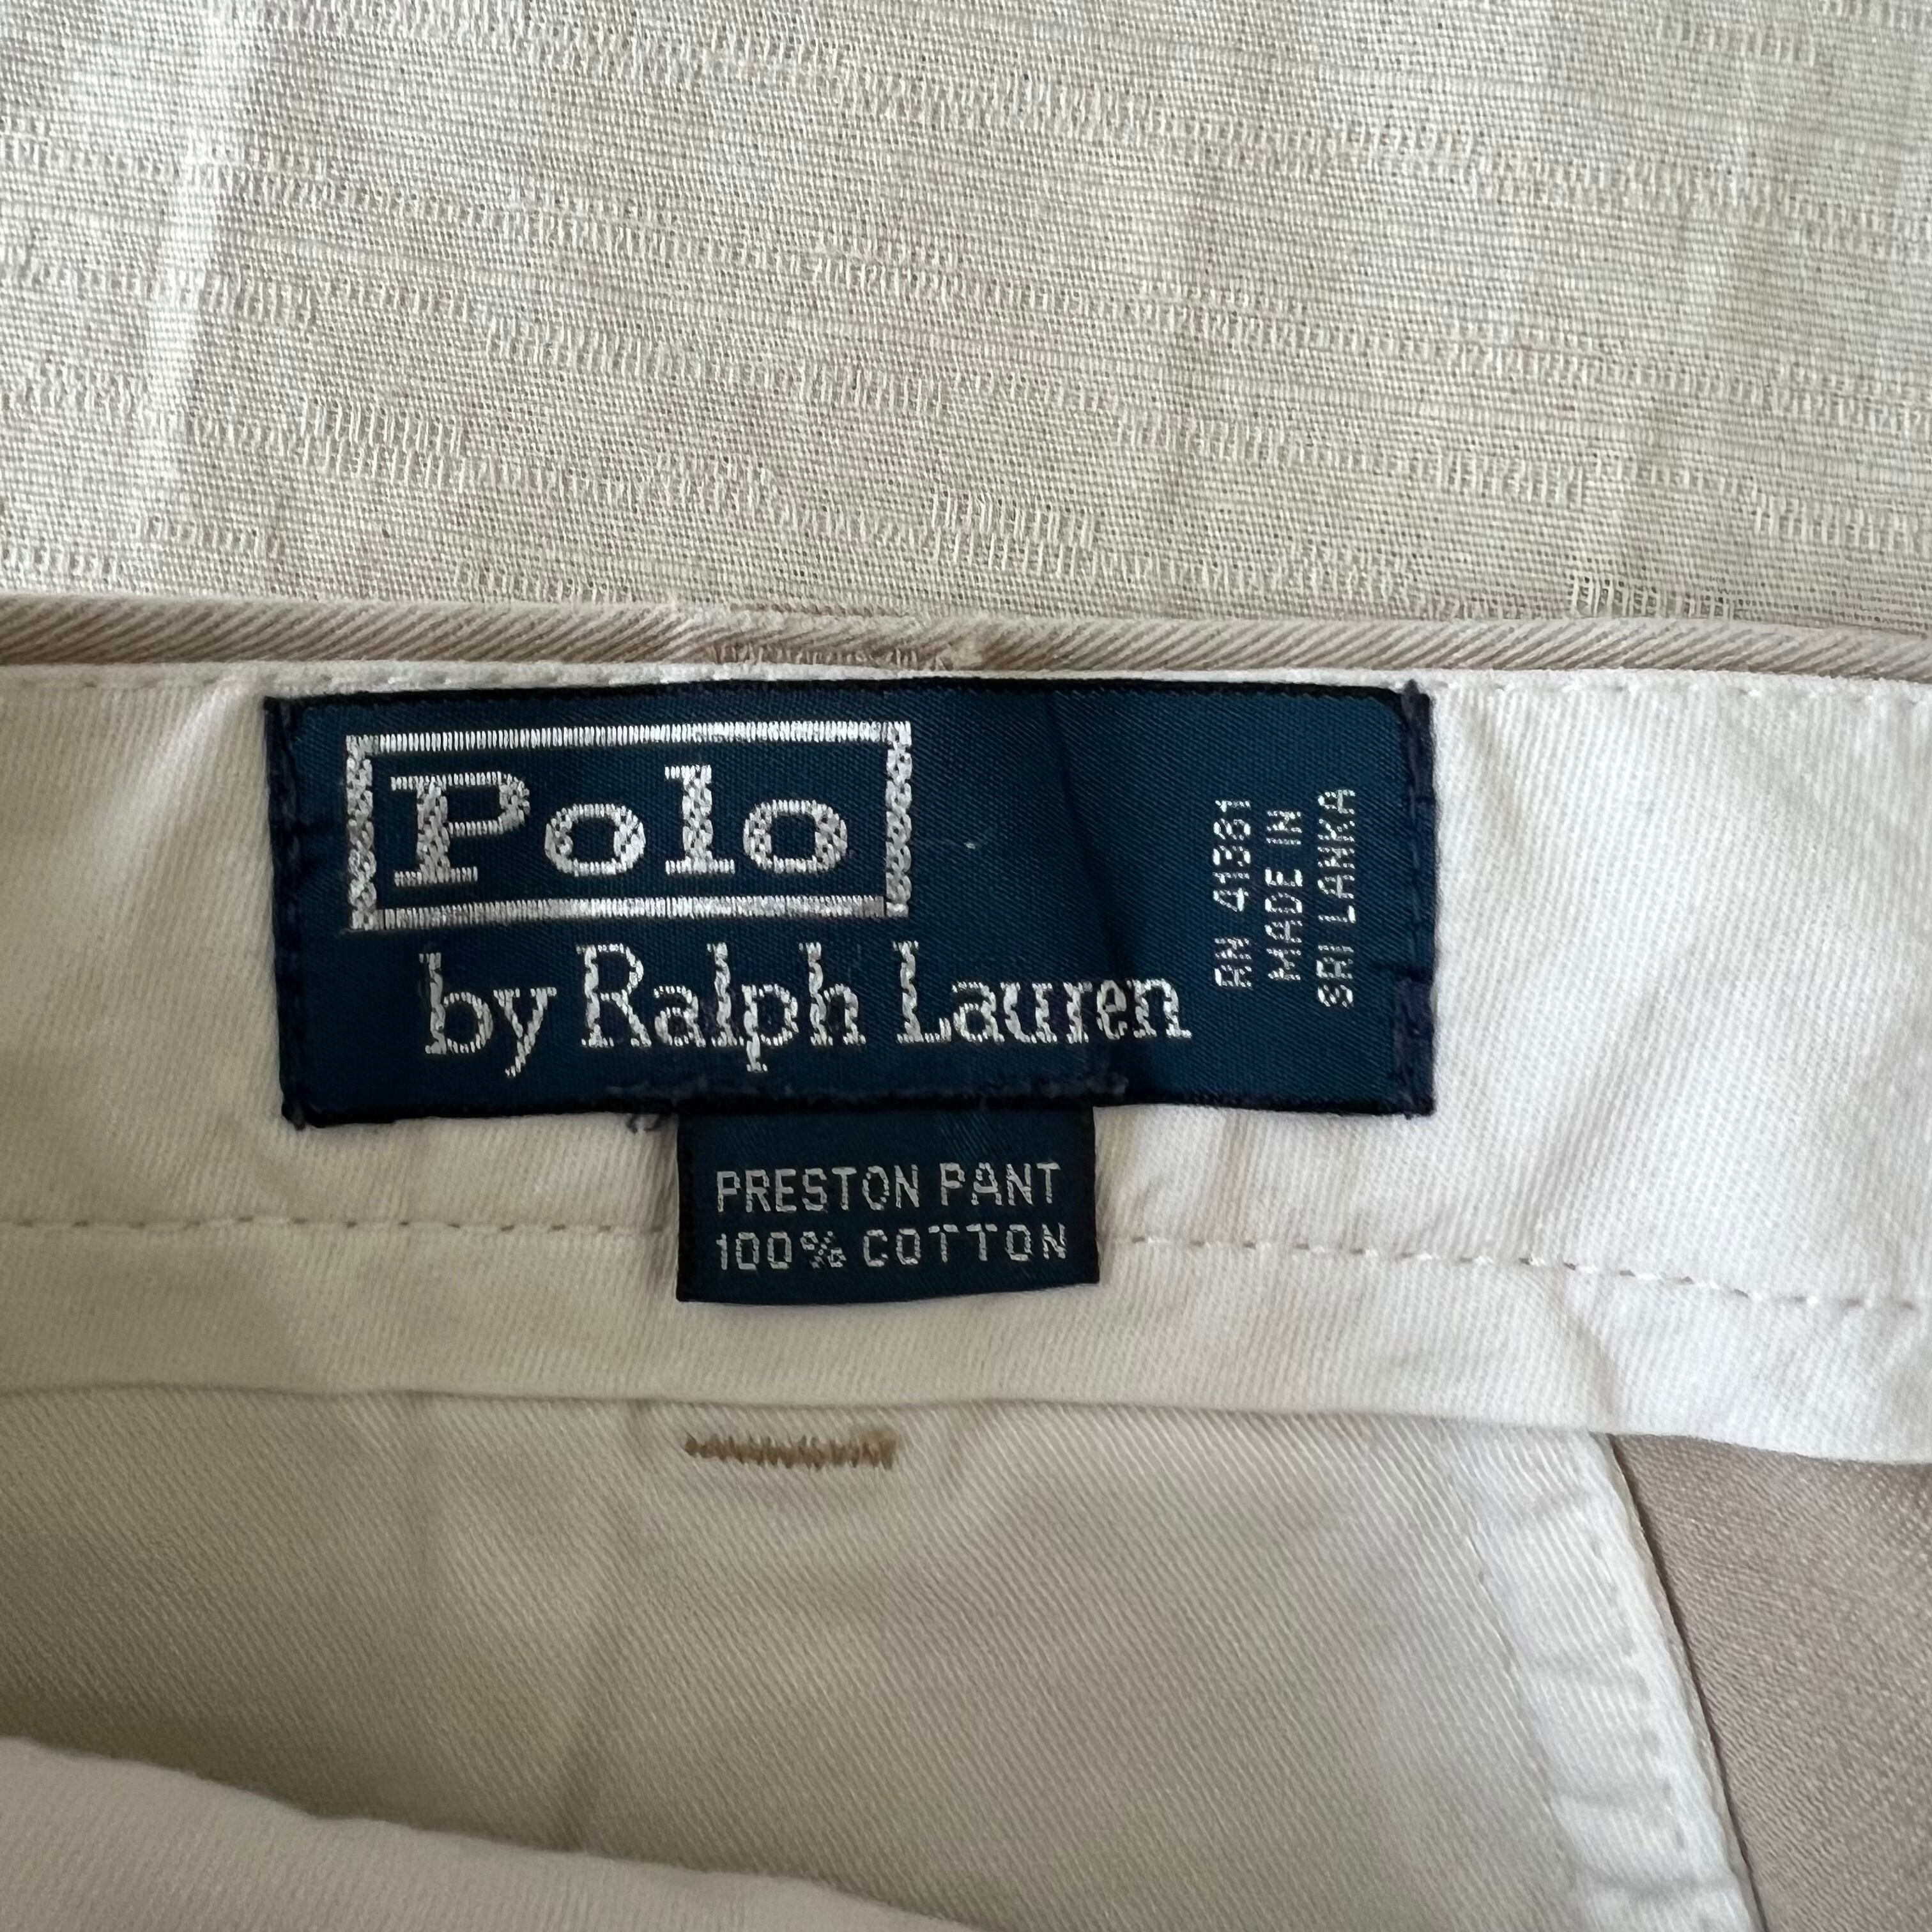 Polo
by Ralph Lauren
RN 41381
MADE IN
SRI LANKA
PRESTON PANT
100% COTTON